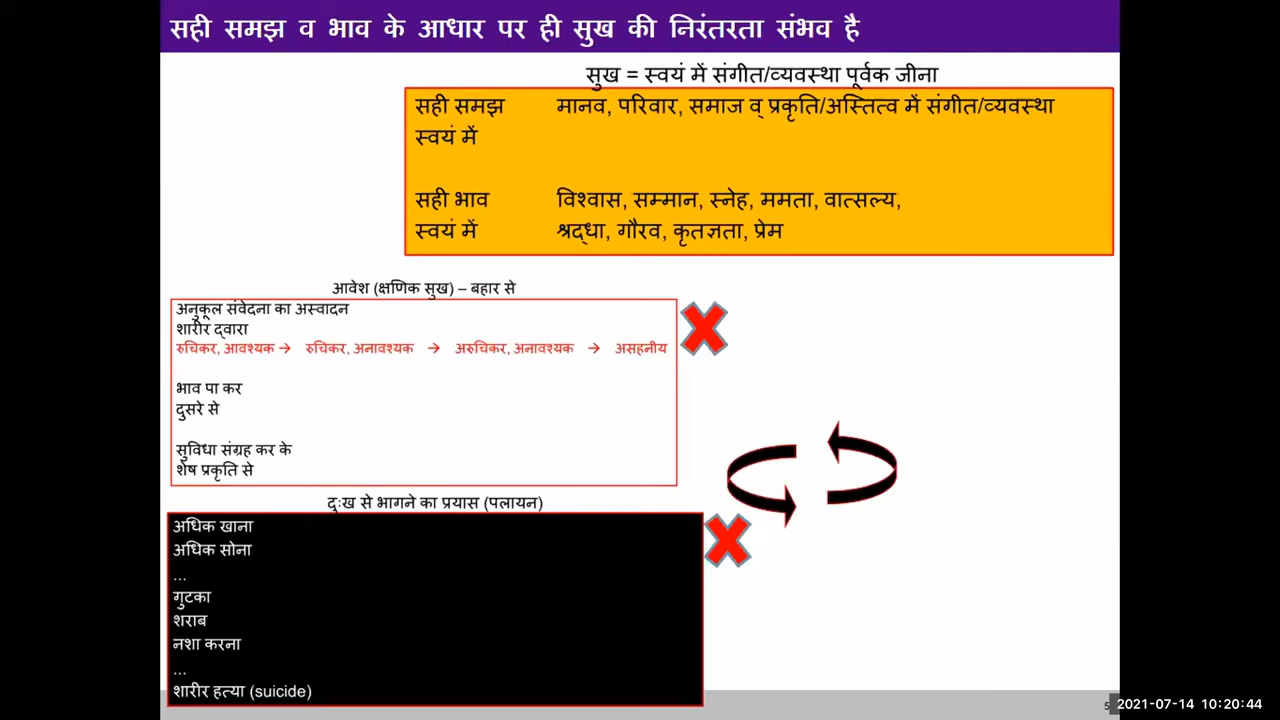 सही समझ व भाव के आधार पर ही सुख की निरंतरता संभव है
सुख = स्वयं में संगीत/व्यवस्था पूर्वक जीना
सही समझ मानव, परिवार, समाज व् प्रकृति/अस्तित्व में संगीत/व्यवस्था
स्वयं में
सही भाव विश्वास, सम्मान, स्नेह, ममता, वात्सल्य,
स्वयं में श्रद्धा, गौरव, कृतज्ञता, प्रेम
आवेश (क्षणिक सुख) – बहार से
अनुकूल संवेदना का अस्वादन
शारीर द्वारा
रुचिकर, आवश्यक → रुचिकर, अनावश्यक → अरुचिकर, अनावश्यक → असहनीय
भाव पा कर
दुसरे से
सुविधा संग्रह कर के
शेष प्रकृति से
दुःख से भागने का प्रयास (पलायन)
अधिक खाना
अधिक सोना
...
गुटका
शराब
नशा करना
...
शारीर हत्या (suicide)
5
2021-07-14 10:20:44